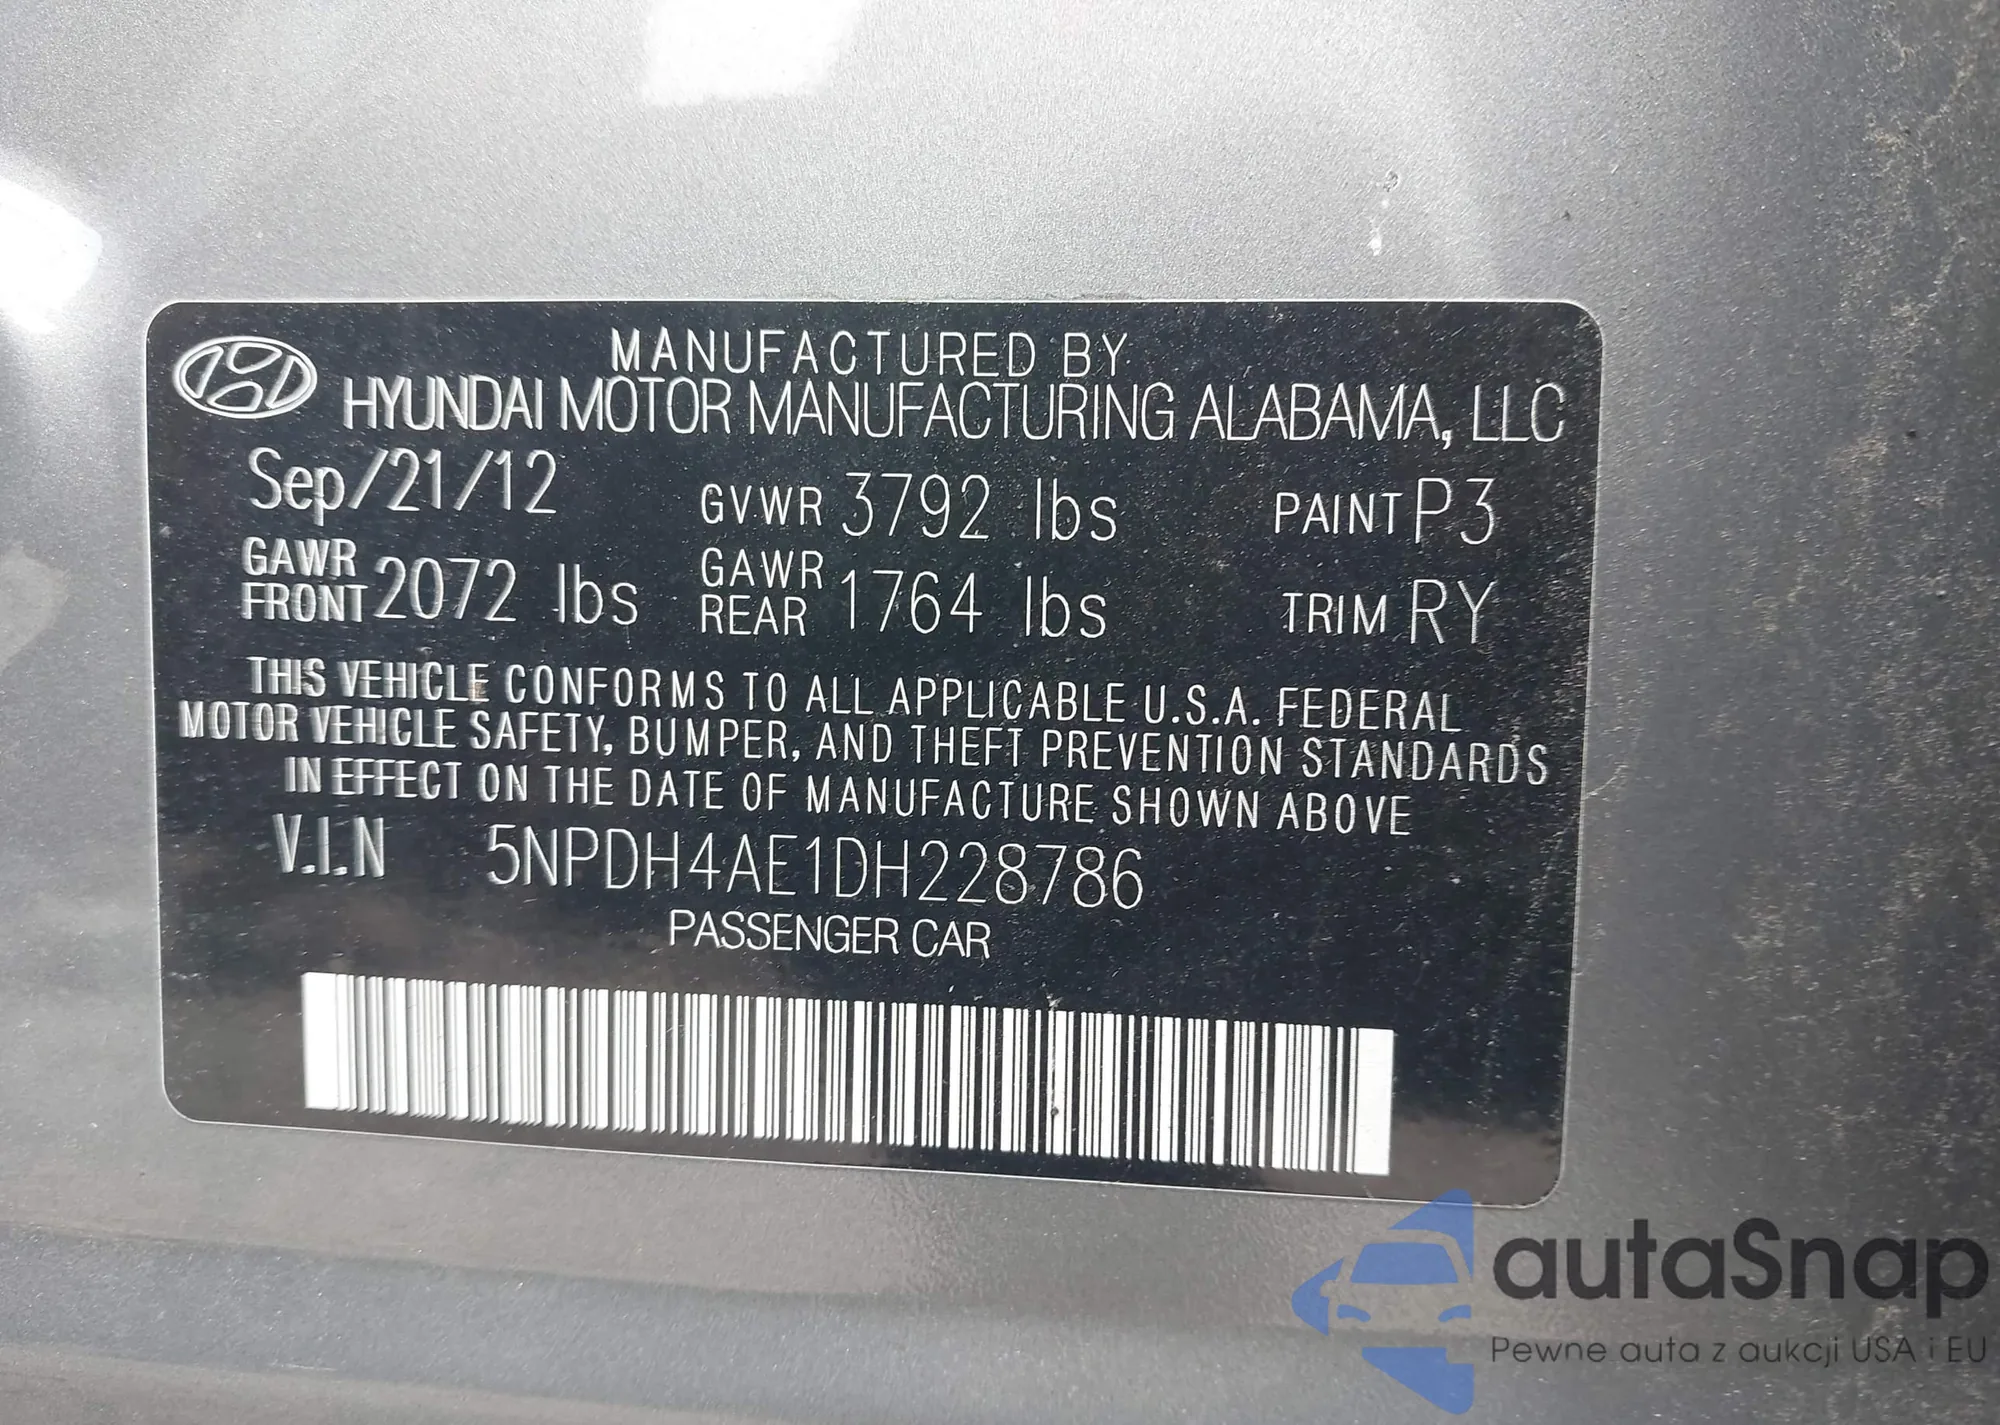 MANUFACTURED BY
HYUNDAI MOTOR MANUFACTURING ALABAMA, LLC
Sep/21/12 GVWR 3792 lbs PAINT P3
GAWR FRONT 2072 lbs GAWR REAR 1764 lbs TRIM RY
THIS VEHICLE CONFORMS TO ALL APPLICABLE U.S.A. FEDERAL
MOTOR VEHICLE SAFETY, BUMPER, AND THEFT PREVENTION STANDARDS
IN EFFECT ON THE DATE OF MANUFACTURE SHOWN ABOVE
V.I.N 5NPDH4AE1DH228786
PASSENGER CAR
autaSnap
Pewne auta z aukcji USA i EU